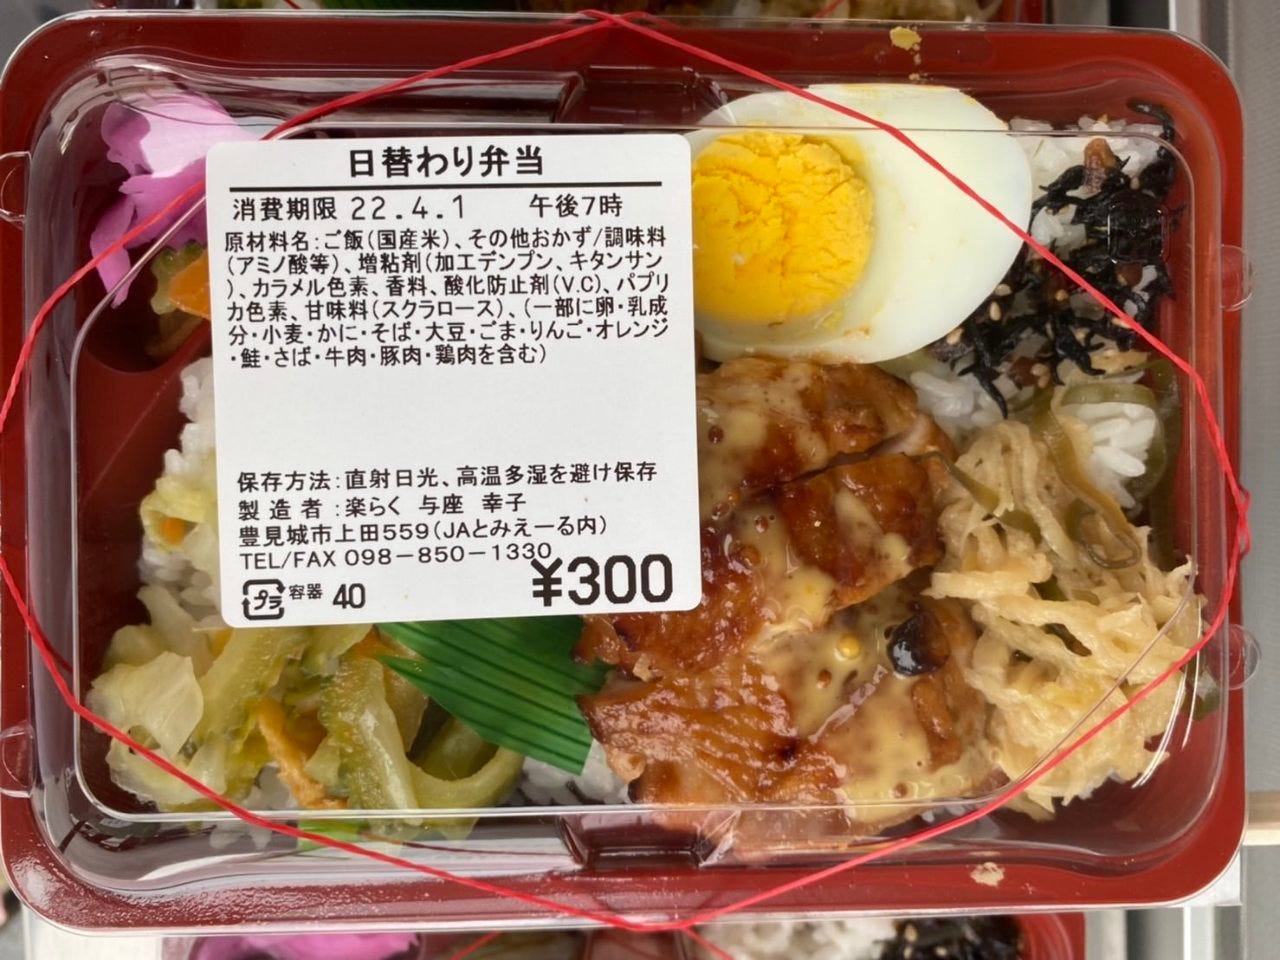 日替わり弁当
消費期限 22.4.1 午後7時
原材料名:ご飯(国産米)、その他おかず/調味料
(アミノ酸等)、増粘剤(加工デンプン、キタンサン
)、カラメル色素、香料、酸化防止剤(V.C)、パプリ
カ色素、甘味料(スクラロース)、(一部に卵・乳成
分・小麦・かに・そば・大豆・ごま・りんご・オレンジ
・鮭・さば・牛肉・豚肉・鶏肉を含む)
保存方法:直射日光、高温多湿を避け保存
製造者:楽らく 与座 幸子
豊見城市上田559(JAとみえーる内)
TEL/FAX 098-850-1330
プラ 容器 40 ¥300